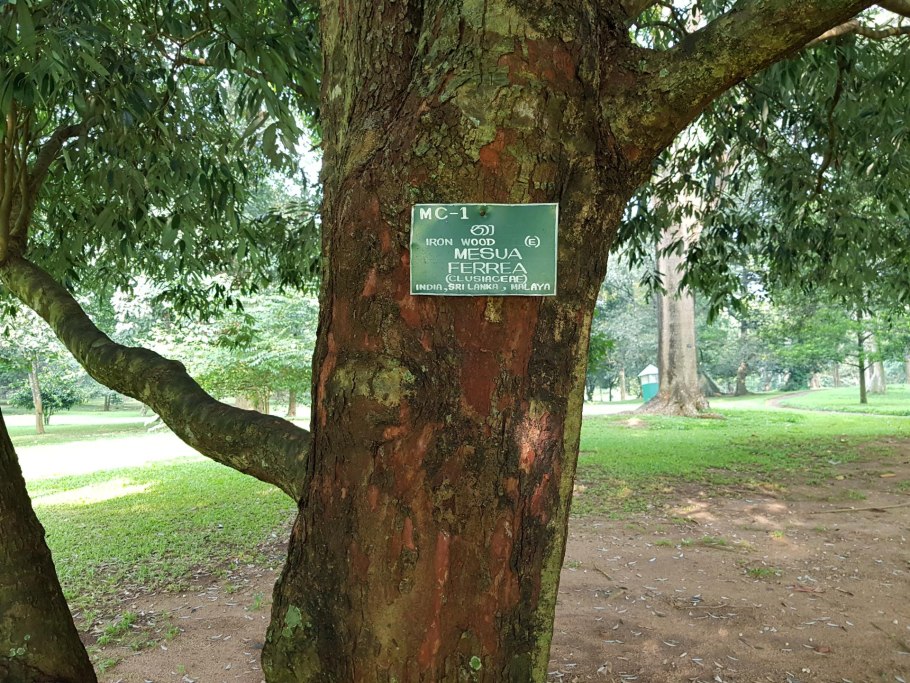 MC-1
නා
IRON WOOD (E)
MESUA
FERREA
(CLUSIACEAE)
INDIA, SRI LANKA, MALAYA